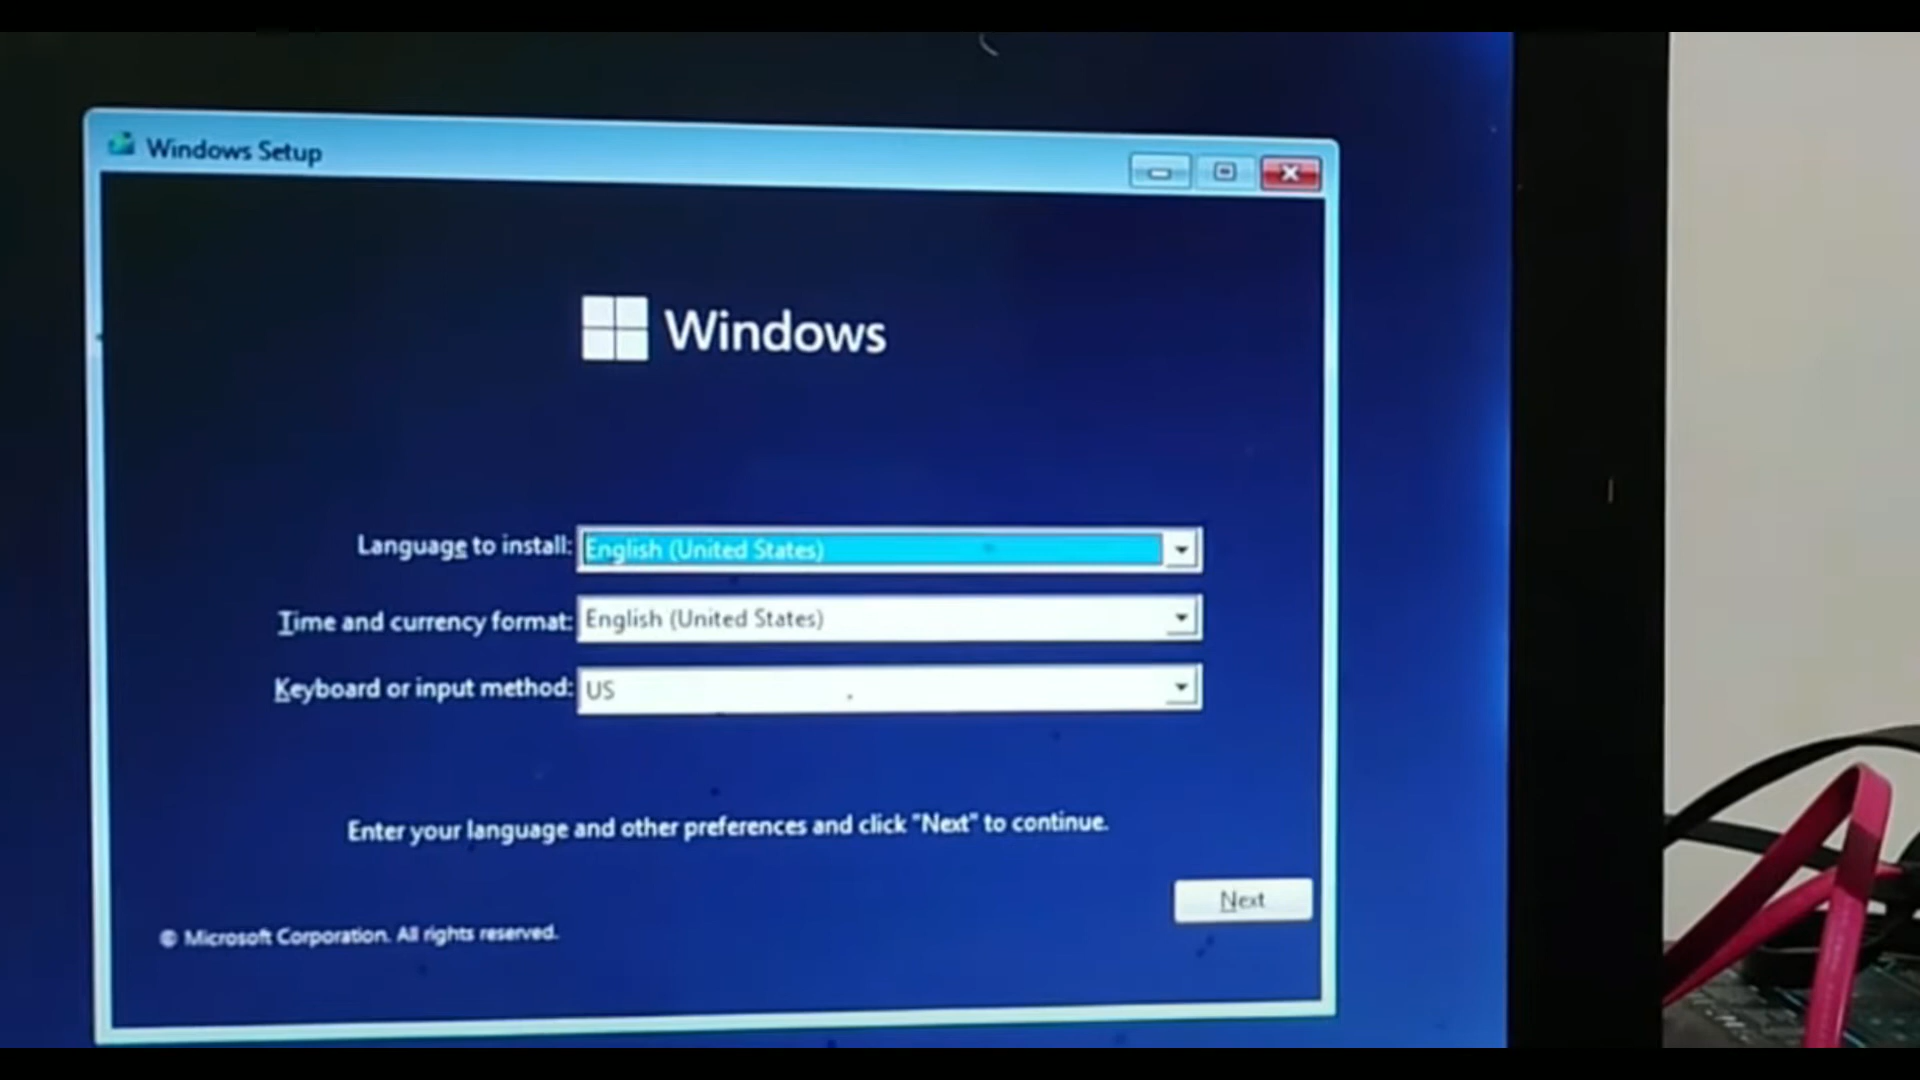 Windows Setup
Windows
Language to install: English (United States)
Time and currency format: English (United States)
Keyboard or input method: US
Enter your language and other preferences and click "Next" to continue.
Next
© Microsoft Corporation. All rights reserved.